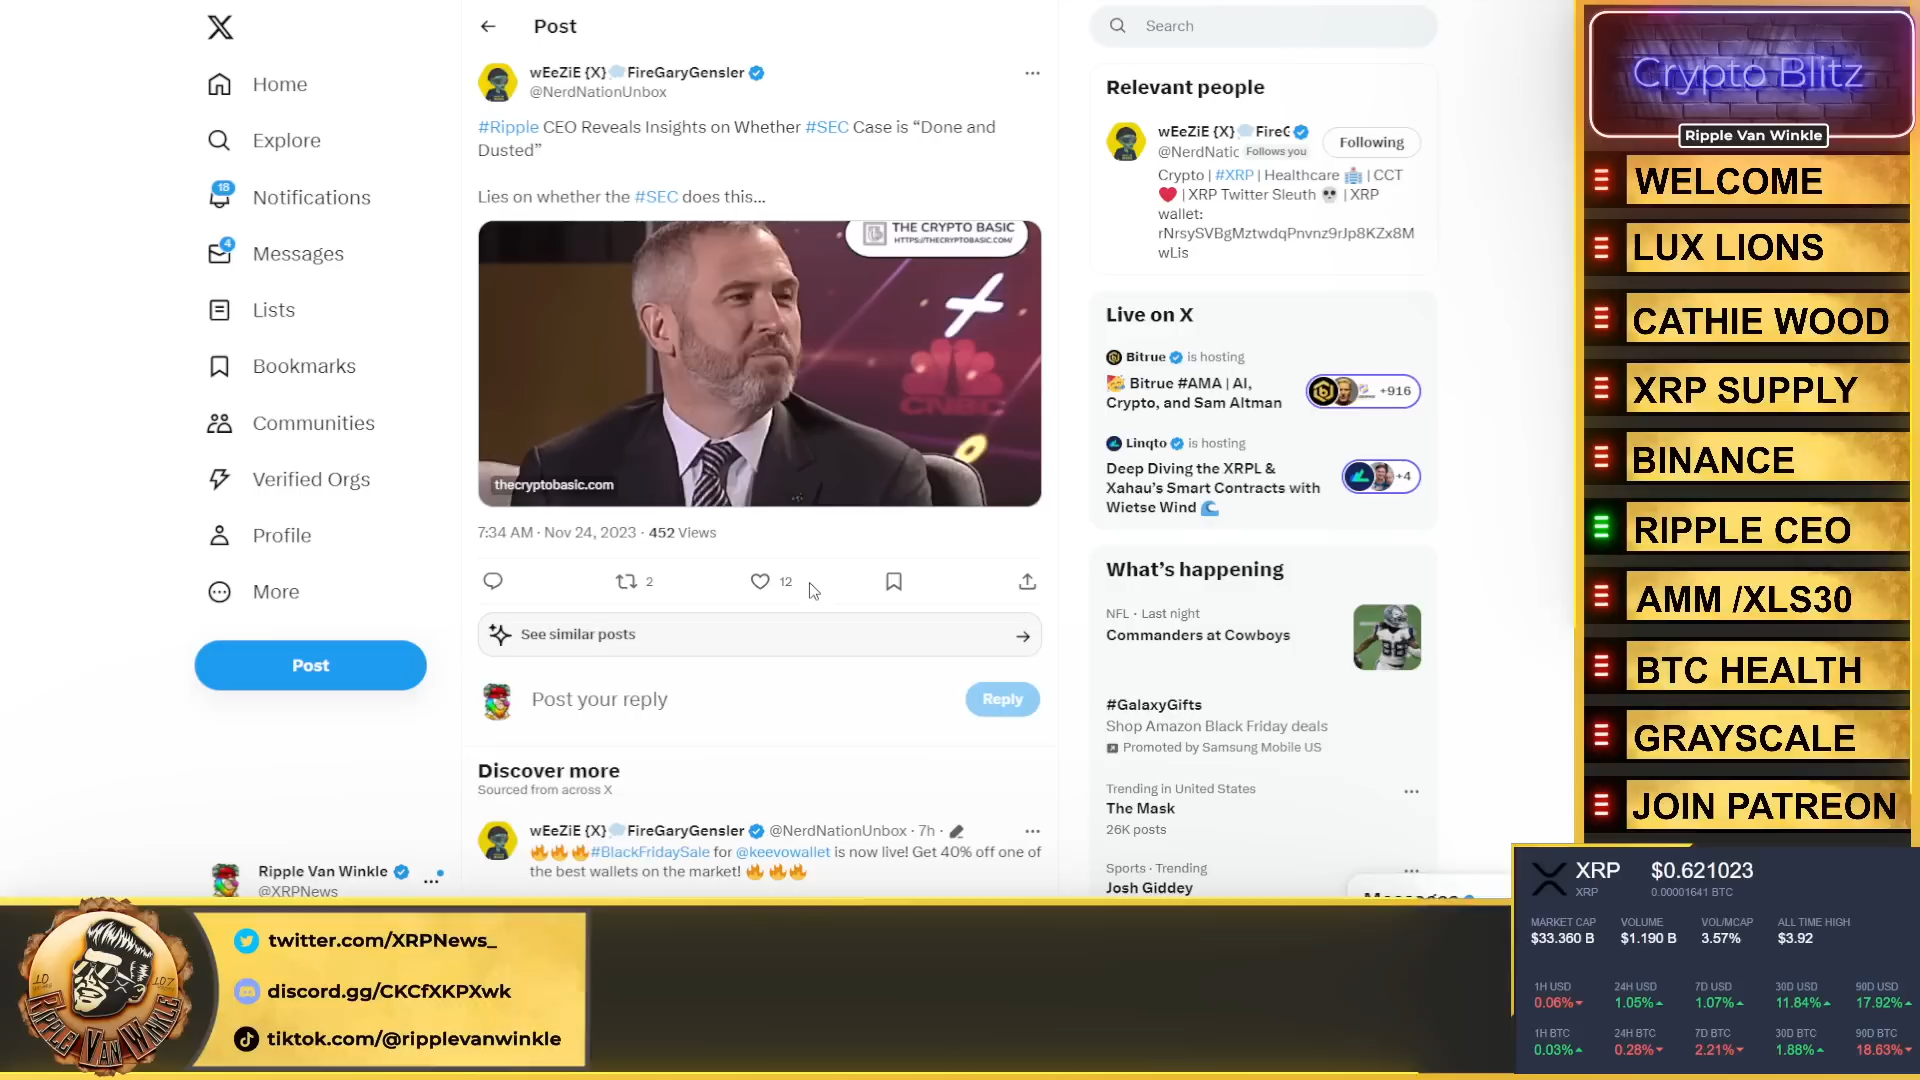 Home
Explore
18
Notifications
4
Messages
Lists
Bookmarks
Communities
Verified Orgs
Profile
More
Post
Ripple Van Winkle
@XRPNews_
Post
wEeZiE {X} FireGaryGensler
@NerdNationUnbox
#Ripple CEO Reveals Insights on Whether #SEC Case is “Done and
Dusted”
Lies on whether the #SEC does this...
THE CRYPTO BASIC
HTTPS://THECRYPTOBASIC.COM/
CNBC
thecryptobasic.com
7:34 AM · Nov 24, 2023 · 452 Views
2
12
See similar posts
Post your reply
Reply
Discover more
Sourced from across X
wEeZiE {X} FireGaryGensler @NerdNationUnbox · 7h ·
#BlackFridaySale for @keevowallet is now live! Get 40% off one of
the best wallets on the market!
Search
Relevant people
wEeZiE {X} FireG
@NerdNatic Follows you
Following
Crypto | #XRP | Healthcare | CCT
| XRP Twitter Sleuth | XRP
wallet:
rNrsySVBgMztwdqPnvnz9rJp8KZx8M
wLis
Live on X
Bitrue is hosting
Bitrue #AMA | AI,
Crypto, and Sam Altman
+916
Linqto is hosting
Deep Diving the XRPL &
Xahau’s Smart Contracts with
Wietse Wind
+4
What’s happening
NFL · Last night
Commanders at Cowboys
#GalaxyGifts
Shop Amazon Black Friday deals
Promoted by Samsung Mobile US
Trending in United States
The Mask
26K posts
Sports · Trending
Josh Giddey
Messages
Crypto Blitz
Ripple Van Winkle
WELCOME
LUX LIONS
CATHIE WOOD
XRP SUPPLY
BINANCE
RIPPLE CEO
AMM /XLS30
BTC HEALTH
GRAYSCALE
JOIN PATREON
XRP $0.621023
XRP 0.00001641 BTC
MARKET CAP VOLUME VOL/MCAP ALL TIME HIGH
$33.360 B $1.190 B 3.57% $3.92
1H USD 24H USD 7D USD 30D USD 90D USD
0.06% 1.05% 1.07% 11.84% 17.92%
1H BTC 24H BTC 7D BTC 30D BTC 90D BTC
0.03% 0.28% 2.21% 1.88% 18.63%
RIPPLE VAN WINKLE
twitter.com/XRPNews_
discord.gg/CKCfXKPXwk
tiktok.com/@ripplevanwinkle